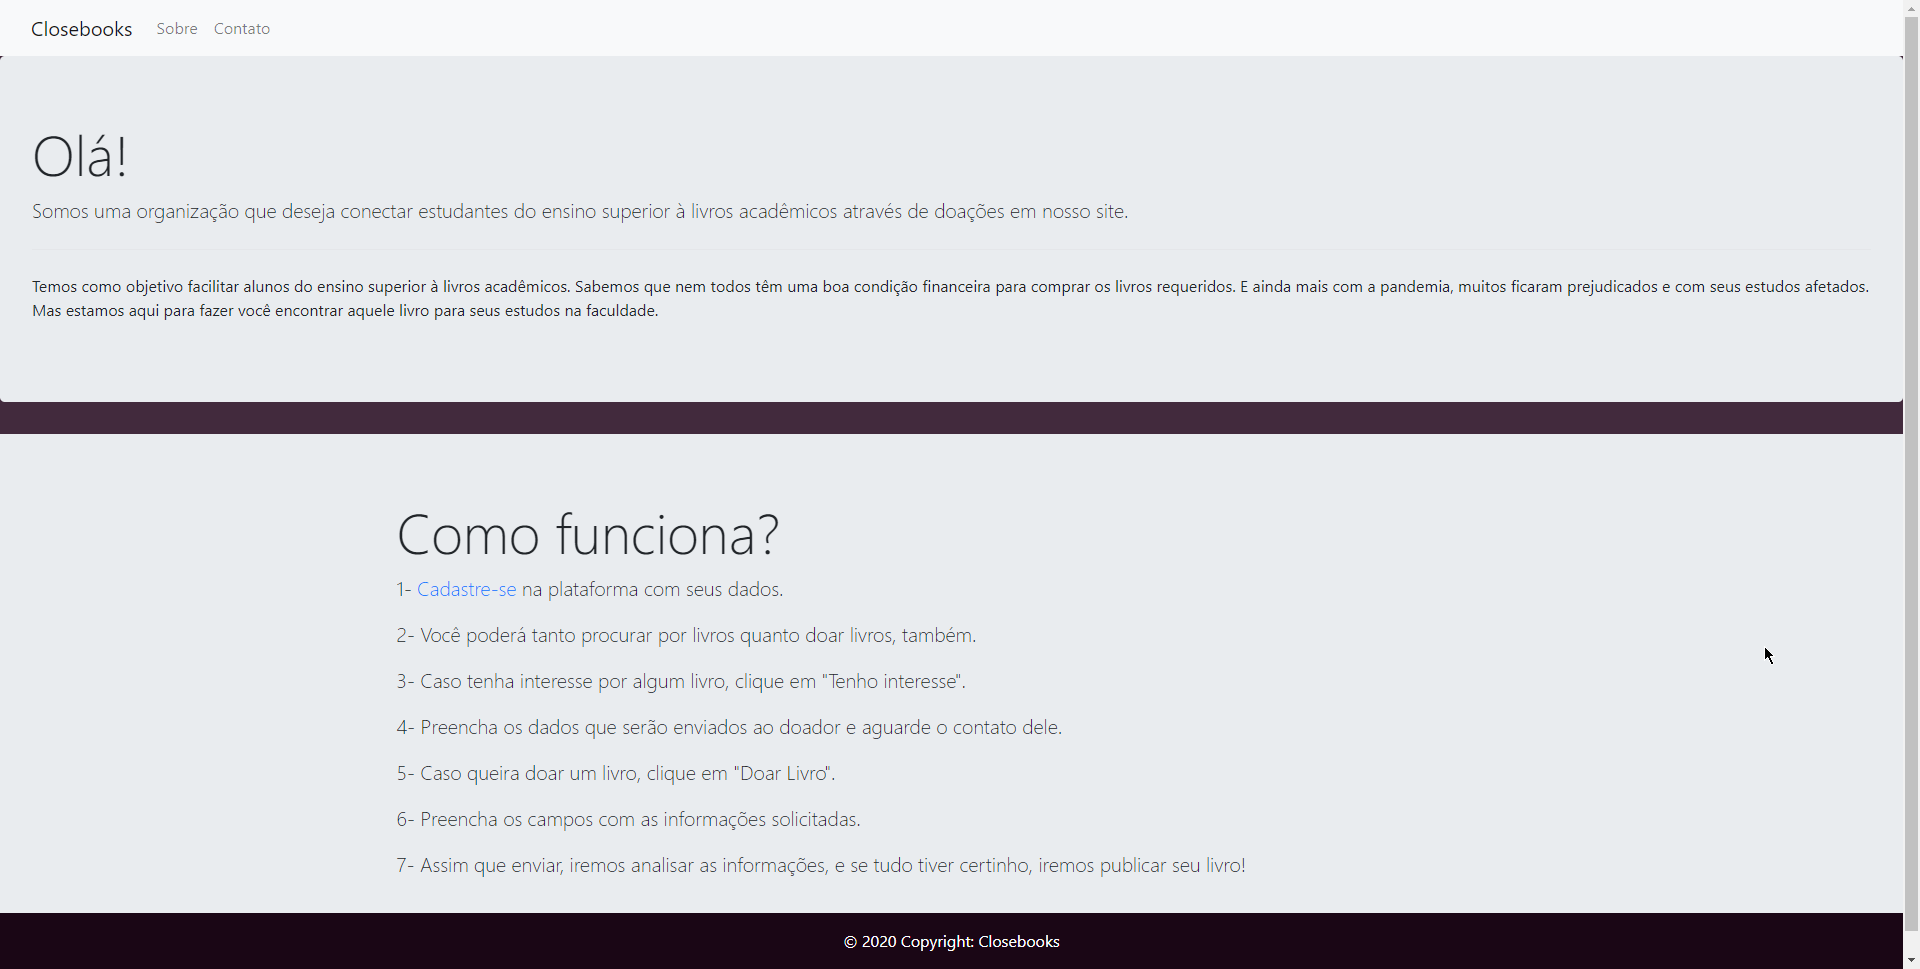 Closebooks Sobre Contato
Olá!
Somos uma organização que deseja conectar estudantes do ensino superior à livros acadêmicos através de doações em nosso site.
Temos como objetivo facilitar alunos do ensino superior à livros acadêmicos. Sabemos que nem todos têm uma boa condição financeira para comprar os livros requeridos. E ainda mais com a pandemia, muitos ficaram prejudicados e com seus estudos afetados.
Mas estamos aqui para fazer você encontrar aquele livro para seus estudos na faculdade.
Como funciona?
1- Cadastre-se na plataforma com seus dados.
2- Você poderá tanto procurar por livros quanto doar livros, também.
3- Caso tenha interesse por algum livro, clique em "Tenho interesse".
4- Preencha os dados que serão enviados ao doador e aguarde o contato dele.
5- Caso queira doar um livro, clique em "Doar Livro".
6- Preencha os campos com as informações solicitadas.
7- Assim que enviar, iremos analisar as informações, e se tudo tiver certinho, iremos publicar seu livro!
© 2020 Copyright: Closebooks